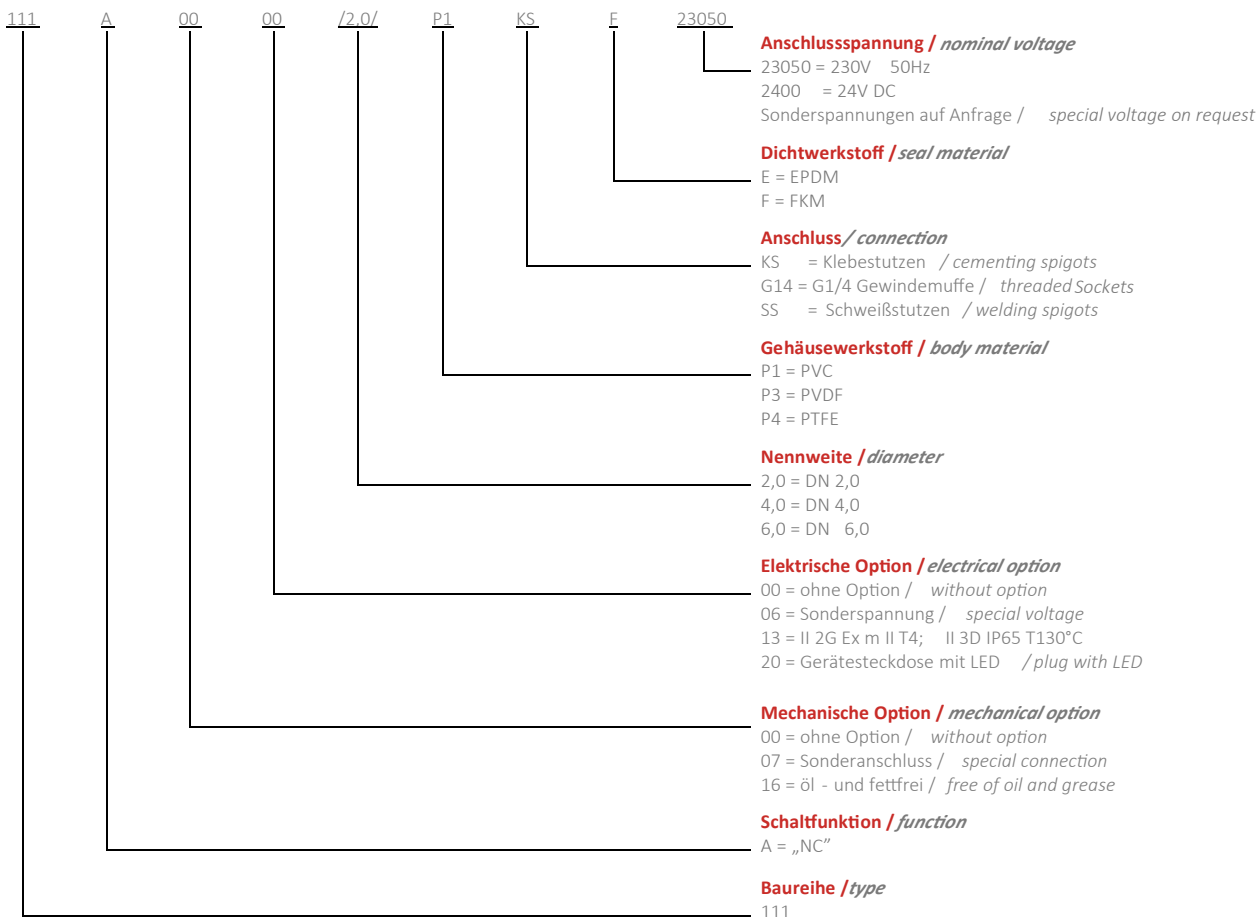 111 A 00 00 /2,0/ P1 KS F 23050
Anschlussspannung / nominal voltage
23050 = 230V 50Hz
2400 = 24V DC
Sonderspannungen auf Anfrage / special voltage on request
Dichtwerkstoff / seal material
E = EPDM
F = FKM
Anschluss / connection
KS = Klebestutzen / cementing spigots
G14 = G1/4 Gewindemuffe / threaded Sockets
SS = Schweißstutzen / welding spigots
Gehäusewerkstoff / body material
P1 = PVC
P3 = PVDF
P4 = PTFE
Nennweite / diameter
2,0 = DN 2,0
4,0 = DN 4,0
6,0 = DN 6,0
Elektrische Option / electrical option
00 = ohne Option / without option
06 = Sonderspannung / special voltage
13 = II 2G Ex m II T4; II 3D IP65 T130°C
20 = Gerätesteckdose mit LED / plug with LED
Mechanische Option / mechanical option
00 = ohne Option / without option
07 = Sonderanschluss / special connection
16 = öl - und fettfrei / free of oil and grease
Schaltfunktion / function
A = „NC”
Baureihe / type
111